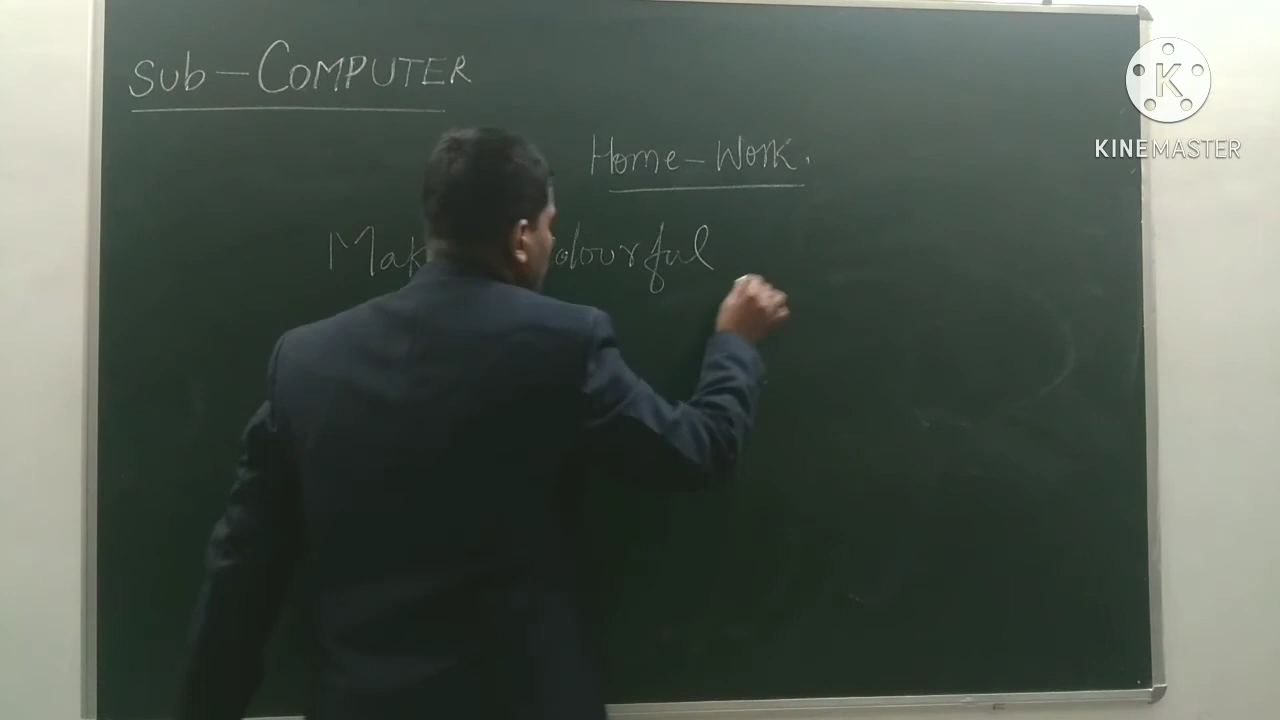 Sub-COMPUTER
Home-Work.
Mak olourful
K
KINEMASTER